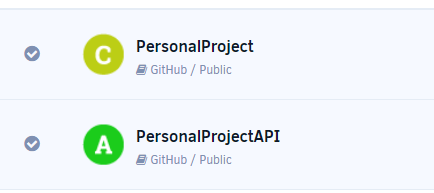 C
PersonalProject
GitHub / Public
A
PersonalProjectAPI
GitHub / Public